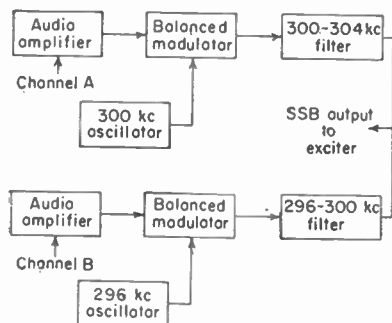 Audio
amplifier
Balanced
modulator
300-304kc
filter
Channel A
300 kc
oscillator
SSB output
to
exciter
Audio
amplifier
Balanced
modulator
296-300 kc
filter
Channel B
296 kc
oscillator